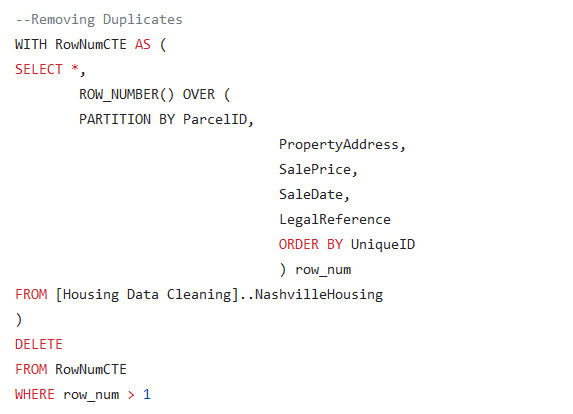 --Removing Duplicates
WITH RowNumCTE AS (
SELECT *,
ROW_NUMBER() OVER (
PARTITION BY ParcelID,
PropertyAddress,
SalePrice,
SaleDate,
LegalReference
ORDER BY UniqueID
) row_num
FROM [Housing Data Cleaning]..NashvilleHousing
)
DELETE
FROM RowNumCTE
WHERE row_num > 1